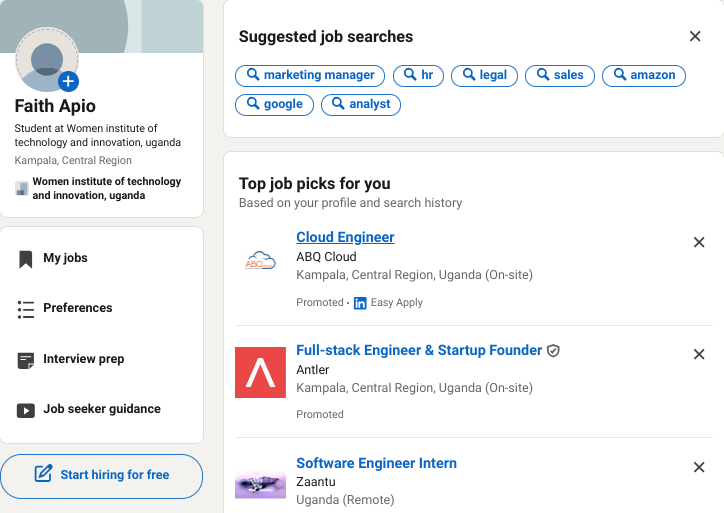 Faith Apio
Student at Women institute of
technology and innovation, uganda
Kampala, Central Region
Women institute of technology
and innovation, uganda
My jobs
Preferences
Interview prep
Job seeker guidance
Start hiring for free
Suggested job searches
marketing manager
hr
legal
sales
amazon
google
analyst
Top job picks for you
Based on your profile and search history
Cloud Engineer
ABQ Cloud
Kampala, Central Region, Uganda (On-site)
Promoted · in Easy Apply
ABQ
Full-stack Engineer & Startup Founder
Antler
Kampala, Central Region, Uganda (On-site)
Promoted
Software Engineer Intern
Zaantu
Uganda (Remote)